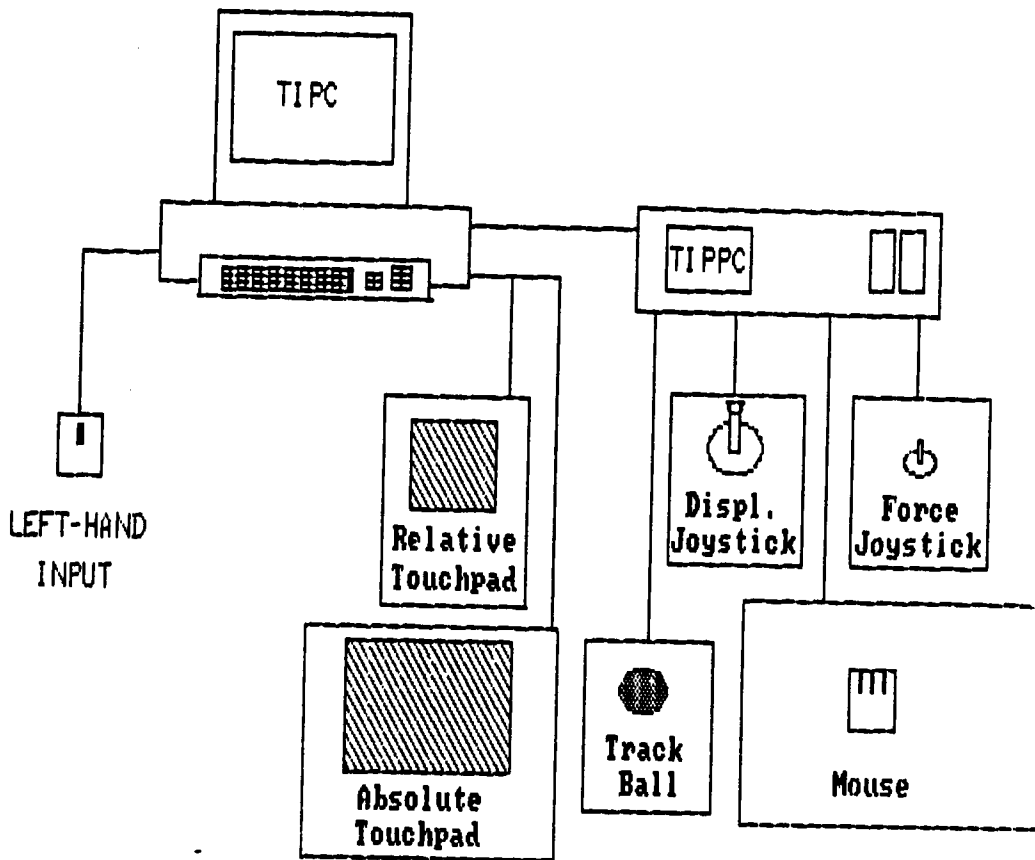 TIPC
TIPPC
LEFT-HAND
INPUT
Relative
Touchpad
Displ.
Joystick
Force
Joystick
Absolute
Touchpad
Track
Ball
Mouse